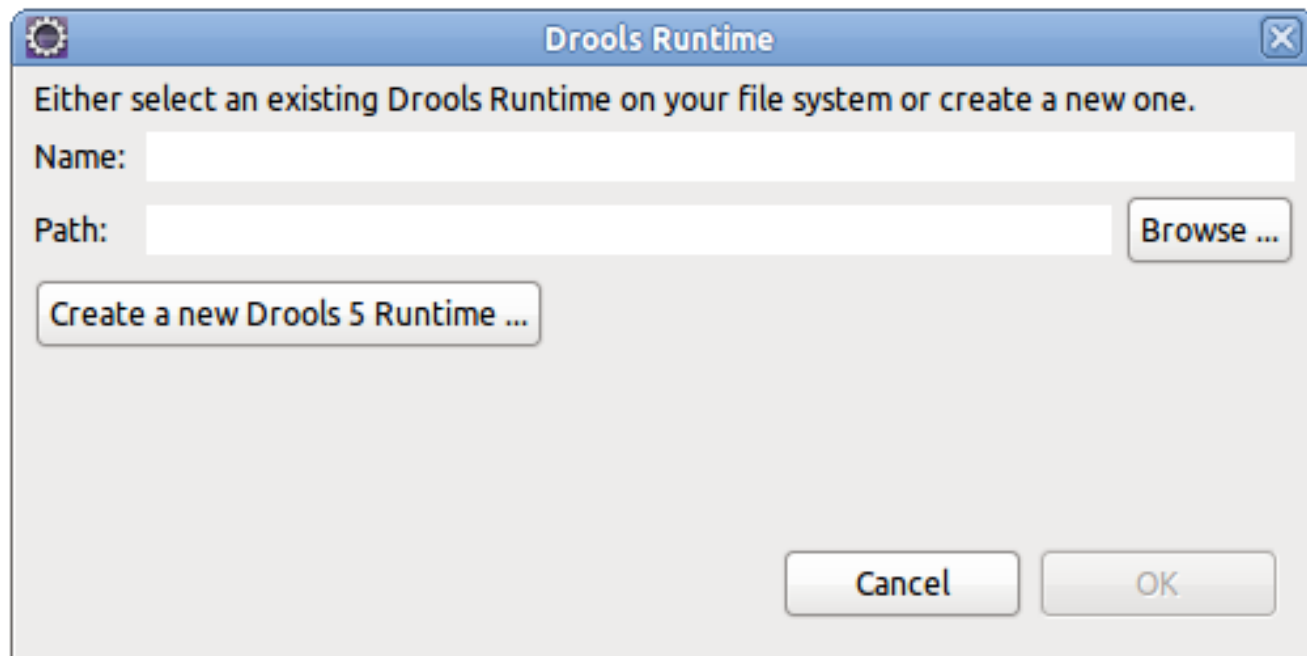 Drools Runtime
Either select an existing Drools Runtime on your file system or create a new one.
Name:
Path:
Browse ...
Create a new Drools 5 Runtime ...
Cancel
OK